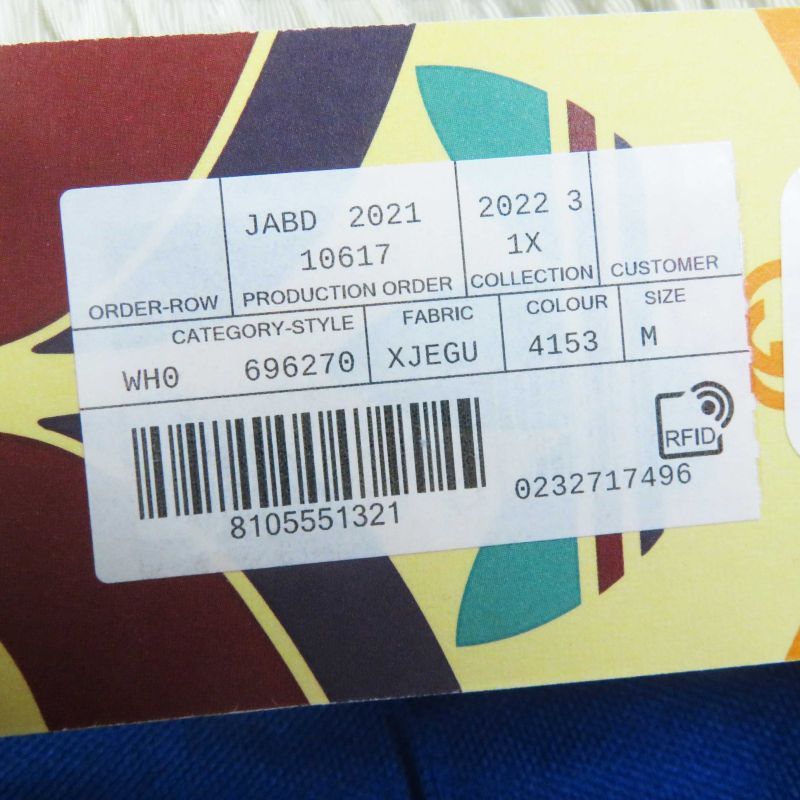 ORDER-ROW
JABD 2021
10617
PRODUCTION ORDER
2022 3
1X
COLLECTION
CUSTOMER
CATEGORY-STYLE
WH0 696270
FABRIC
XJEGU
COLOUR
4153
SIZE
M
8105551321
RFID
0232717496